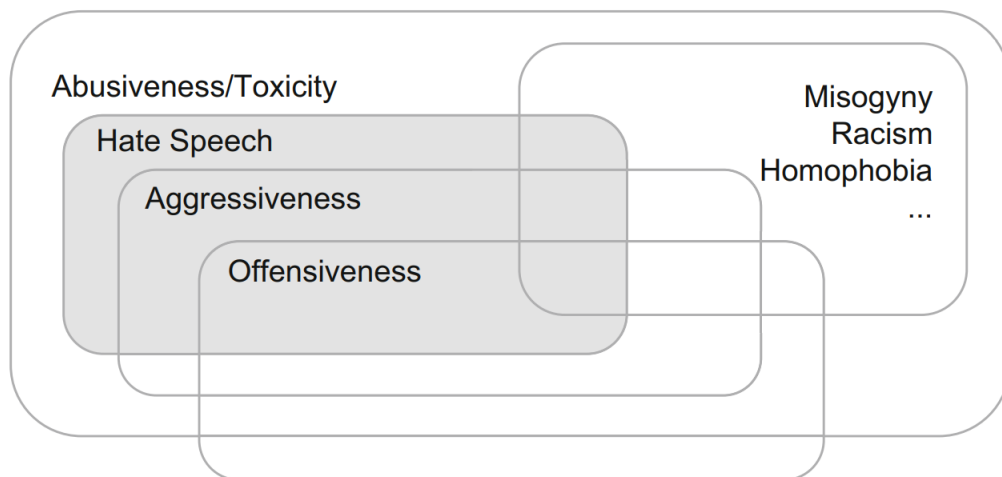 Abusiveness/Toxicity
Hate Speech
Aggressiveness
Offensiveness
Misogyny
Racism
Homophobia
...